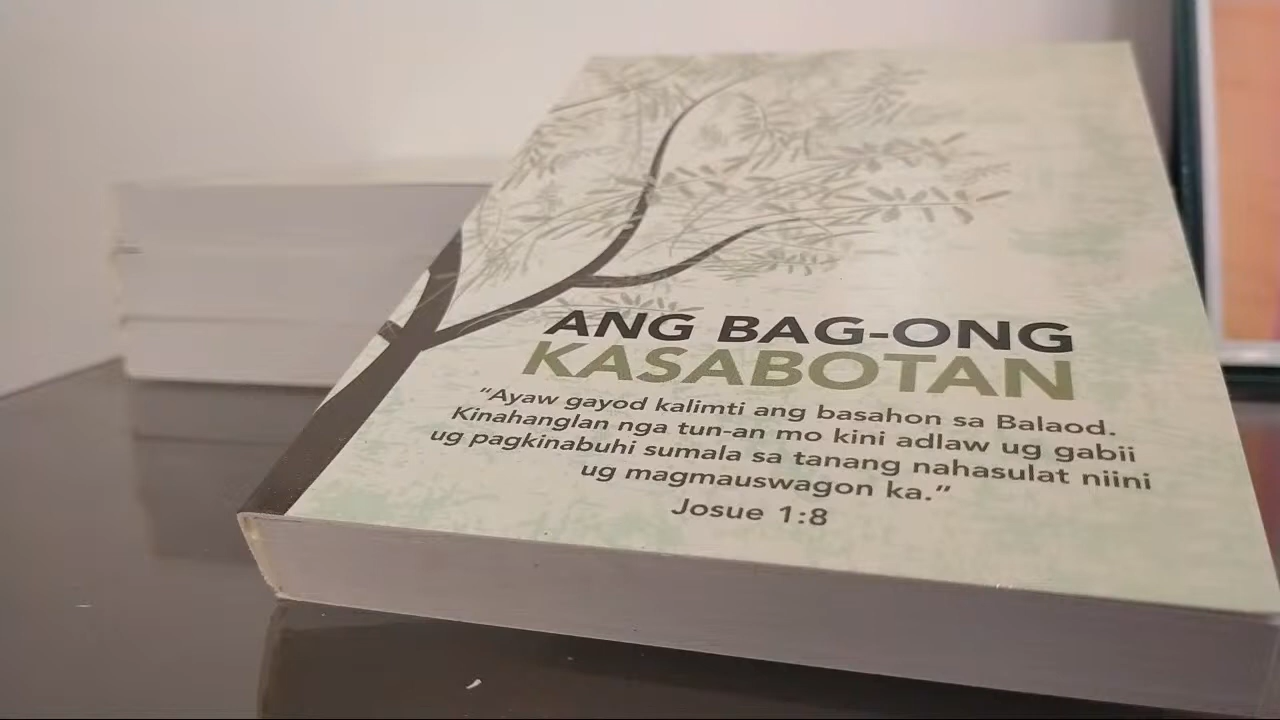 ANG BAG-ONG
KASABOTAN
“Ayaw gayod kalimti ang basahon sa Balaod.
Kinahanglan nga tun-an mo kini adlaw ug gabii
ug pagkinabuhi sumala sa tanang nahasulat niini
ug magmauswagon ka.”
Josue 1:8